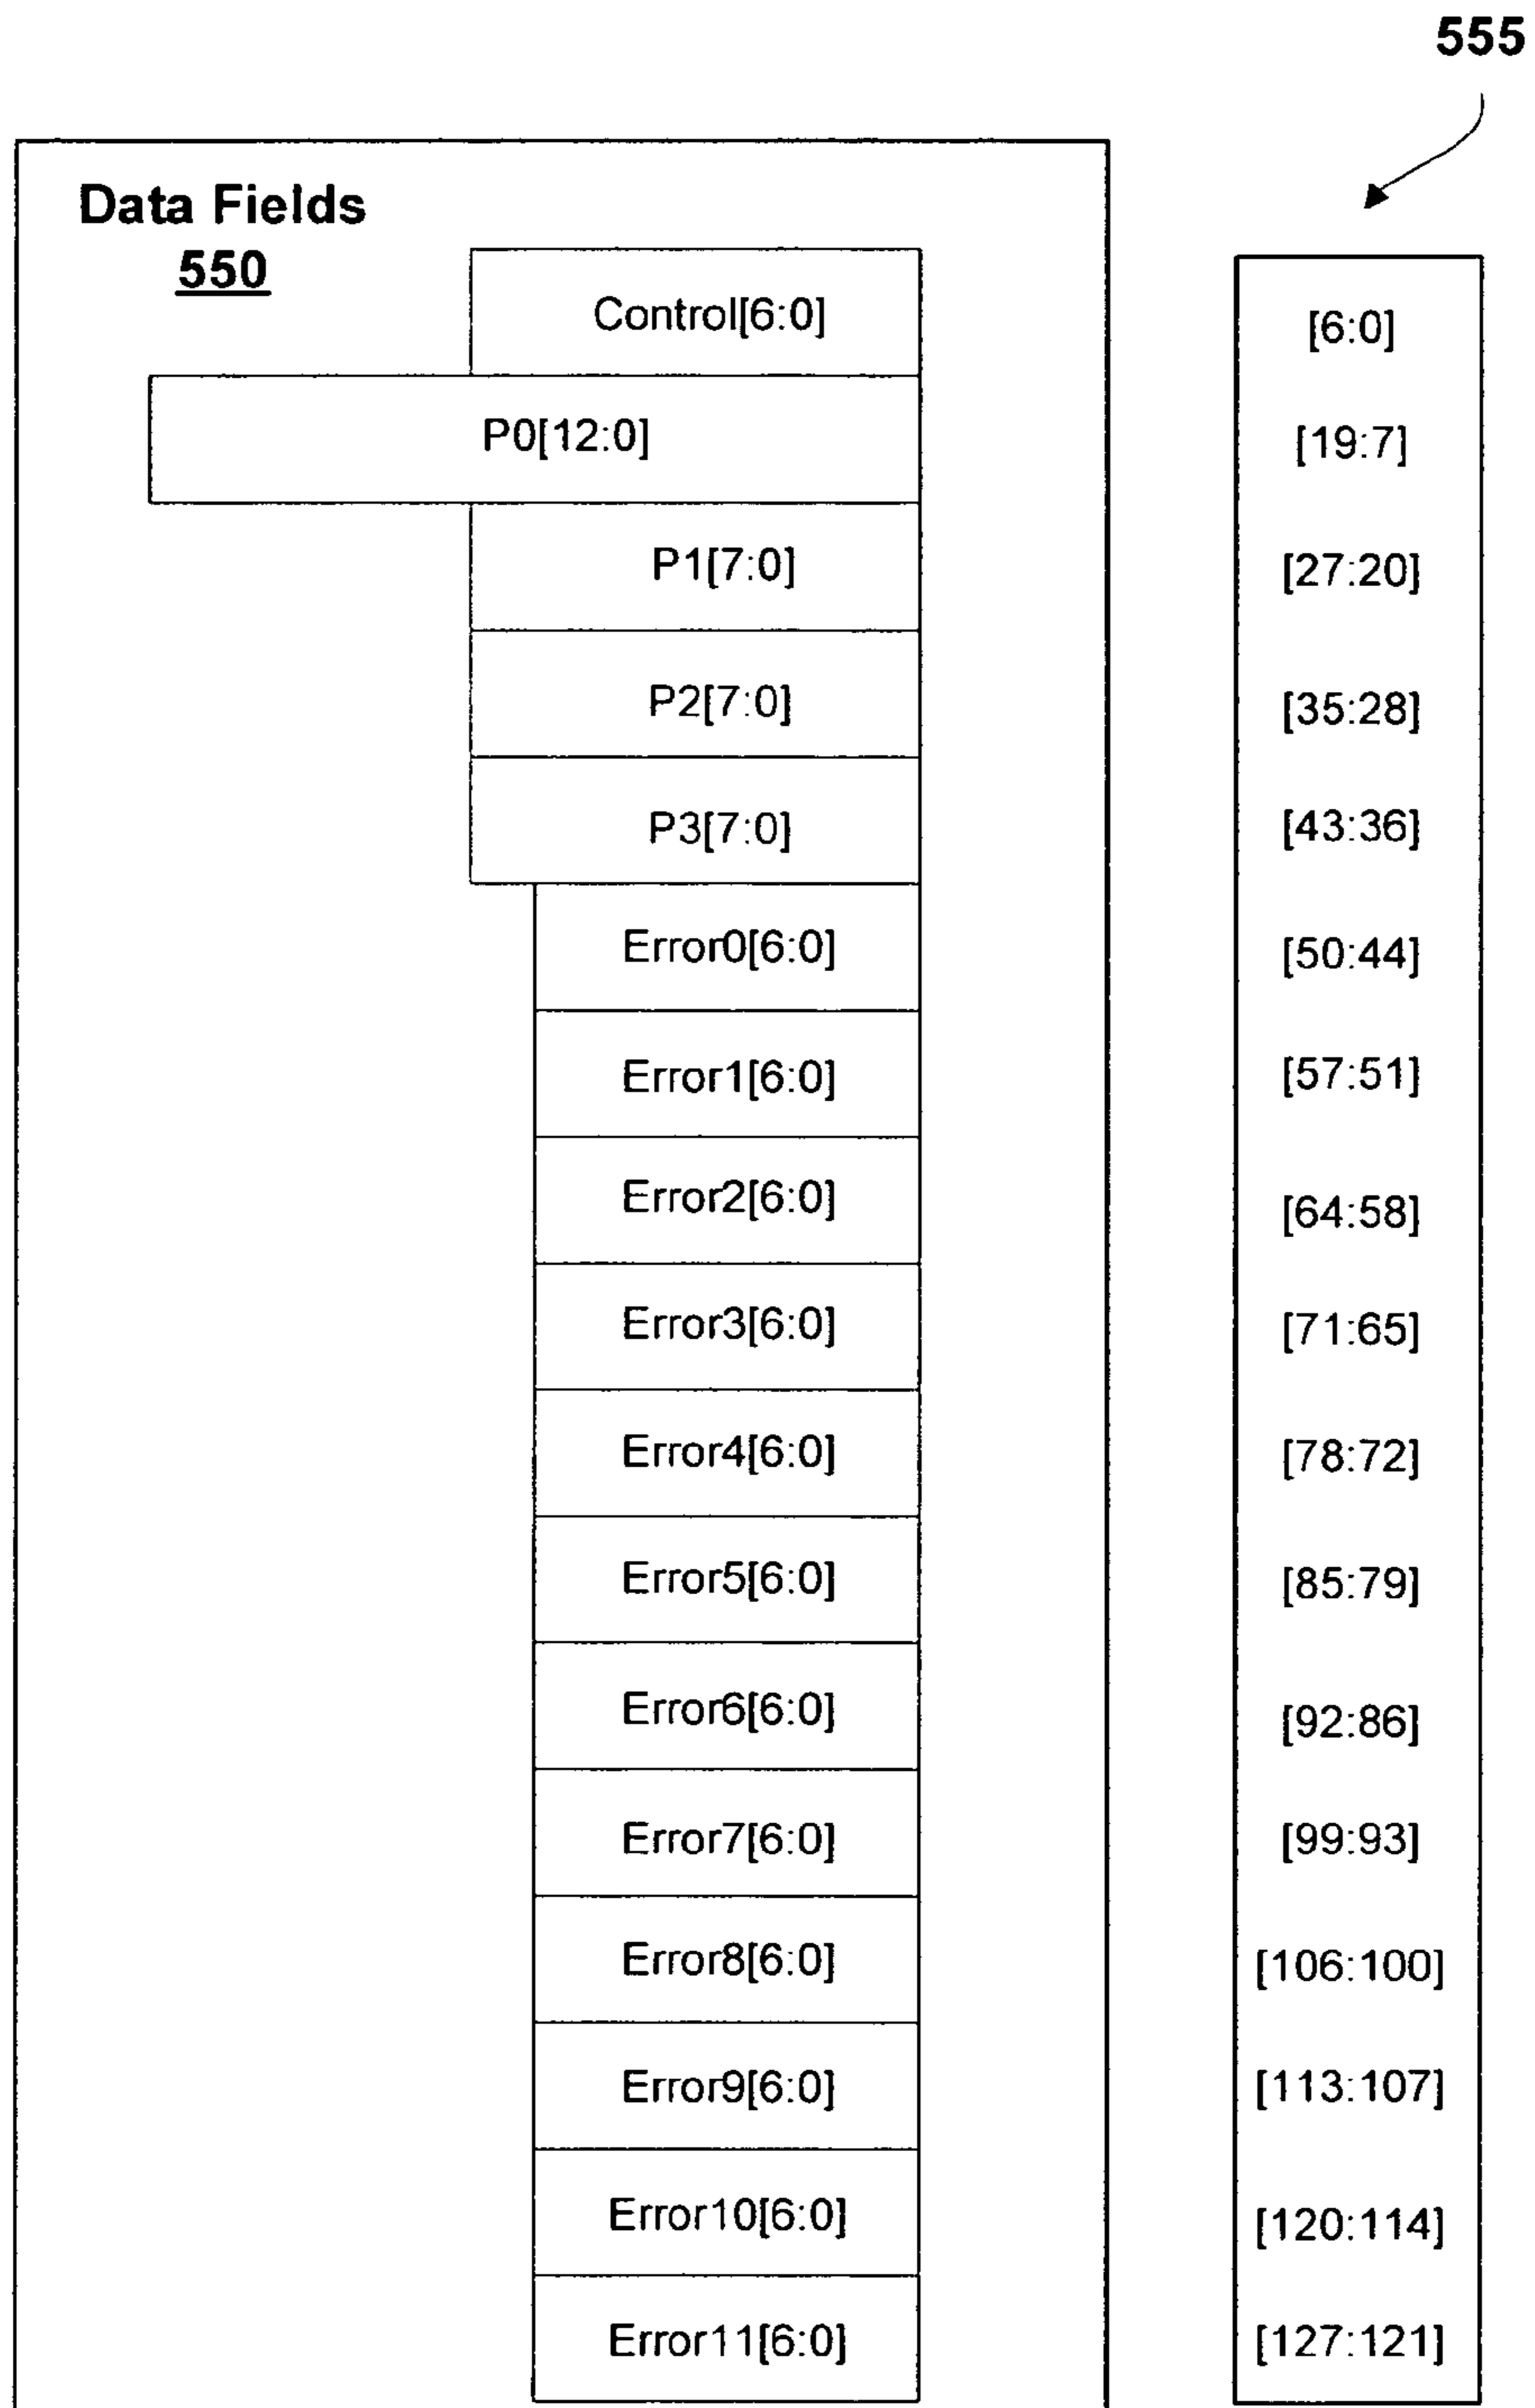 555
Data Fields
550
Control[6:0] [6:0]
P0[12:0] [19:7]
P1[7:0] [27:20]
P2[7:0] [35:28]
P3[7:0] [43:36]
Error0[6:0] [50:44]
Error1[6:0] [57:51]
Error2[6:0] [64:58]
Error3[6:0] [71:65]
Error4[6:0] [78:72]
Error5[6:0] [85:79]
Error6[6:0] [92:86]
Error7[6:0] [99:93]
Error8[6:0] [106:100]
Error9[6:0] [113:107]
Error10[6:0] [120:114]
Error11[6:0] [127:121]